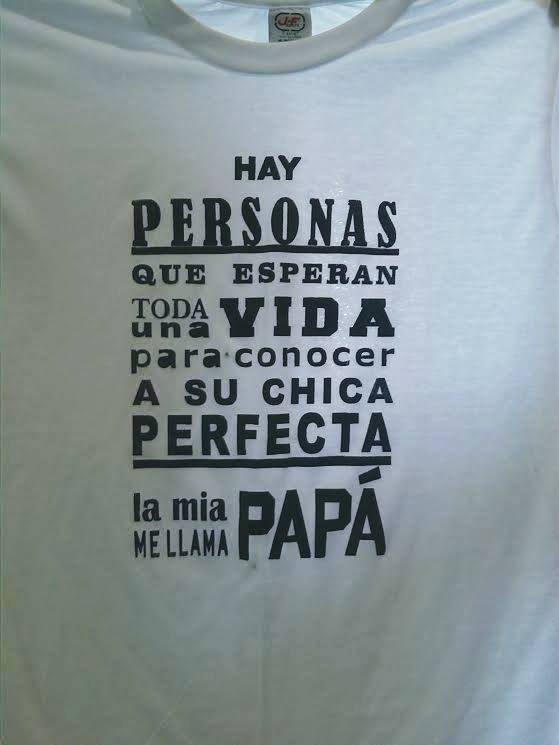 J-F
HAY
PERSONAS
QUE ESPERAN
TODA
una VIDA
para conocer
A SU CHICA
PERFECTA
la mia
ME LLAMA PAPÁ